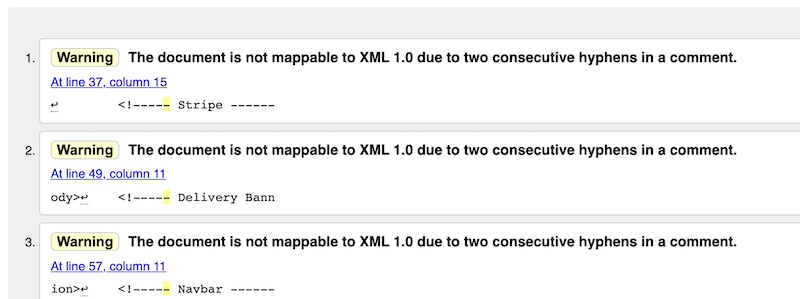 1. Warning The document is not mappable to XML 1.0 due to two consecutive hyphens in a comment.
At line 37, column 15
↩ <!----- Stripe ------
2. Warning The document is not mappable to XML 1.0 due to two consecutive hyphens in a comment.
At line 49, column 11
ody>↩ <!----- Delivery Bann
3. Warning The document is not mappable to XML 1.0 due to two consecutive hyphens in a comment.
At line 57, column 11
ion>↩ <!----- Navbar ------